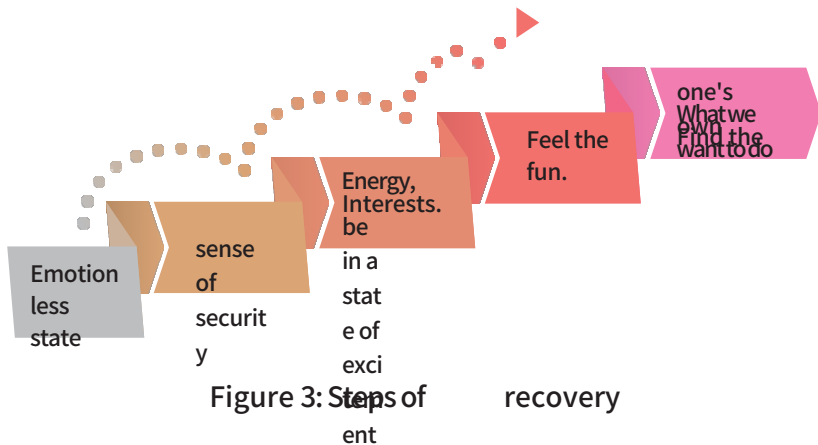 Emotion
less
state
sense
of
securit
y
Energy,
Interests.
be
in a
stat
e of
exci
tem
ent
Feel the
fun.
one's
What we
own
Find the
want to do
Figure 3: Steps of recovery